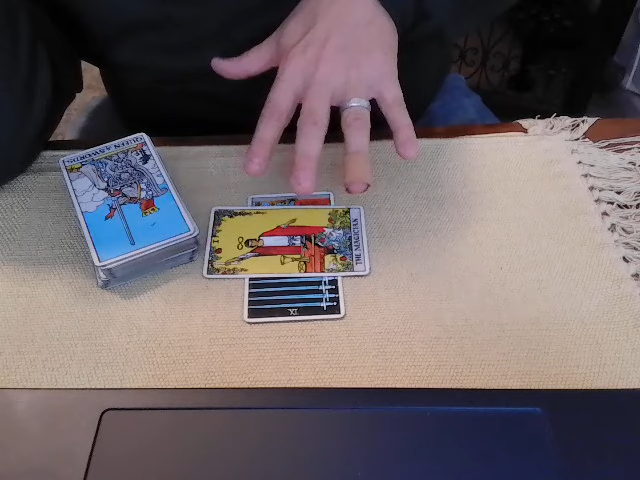 QUEEN of SWORDS.
THE MAGICIAN.
IX